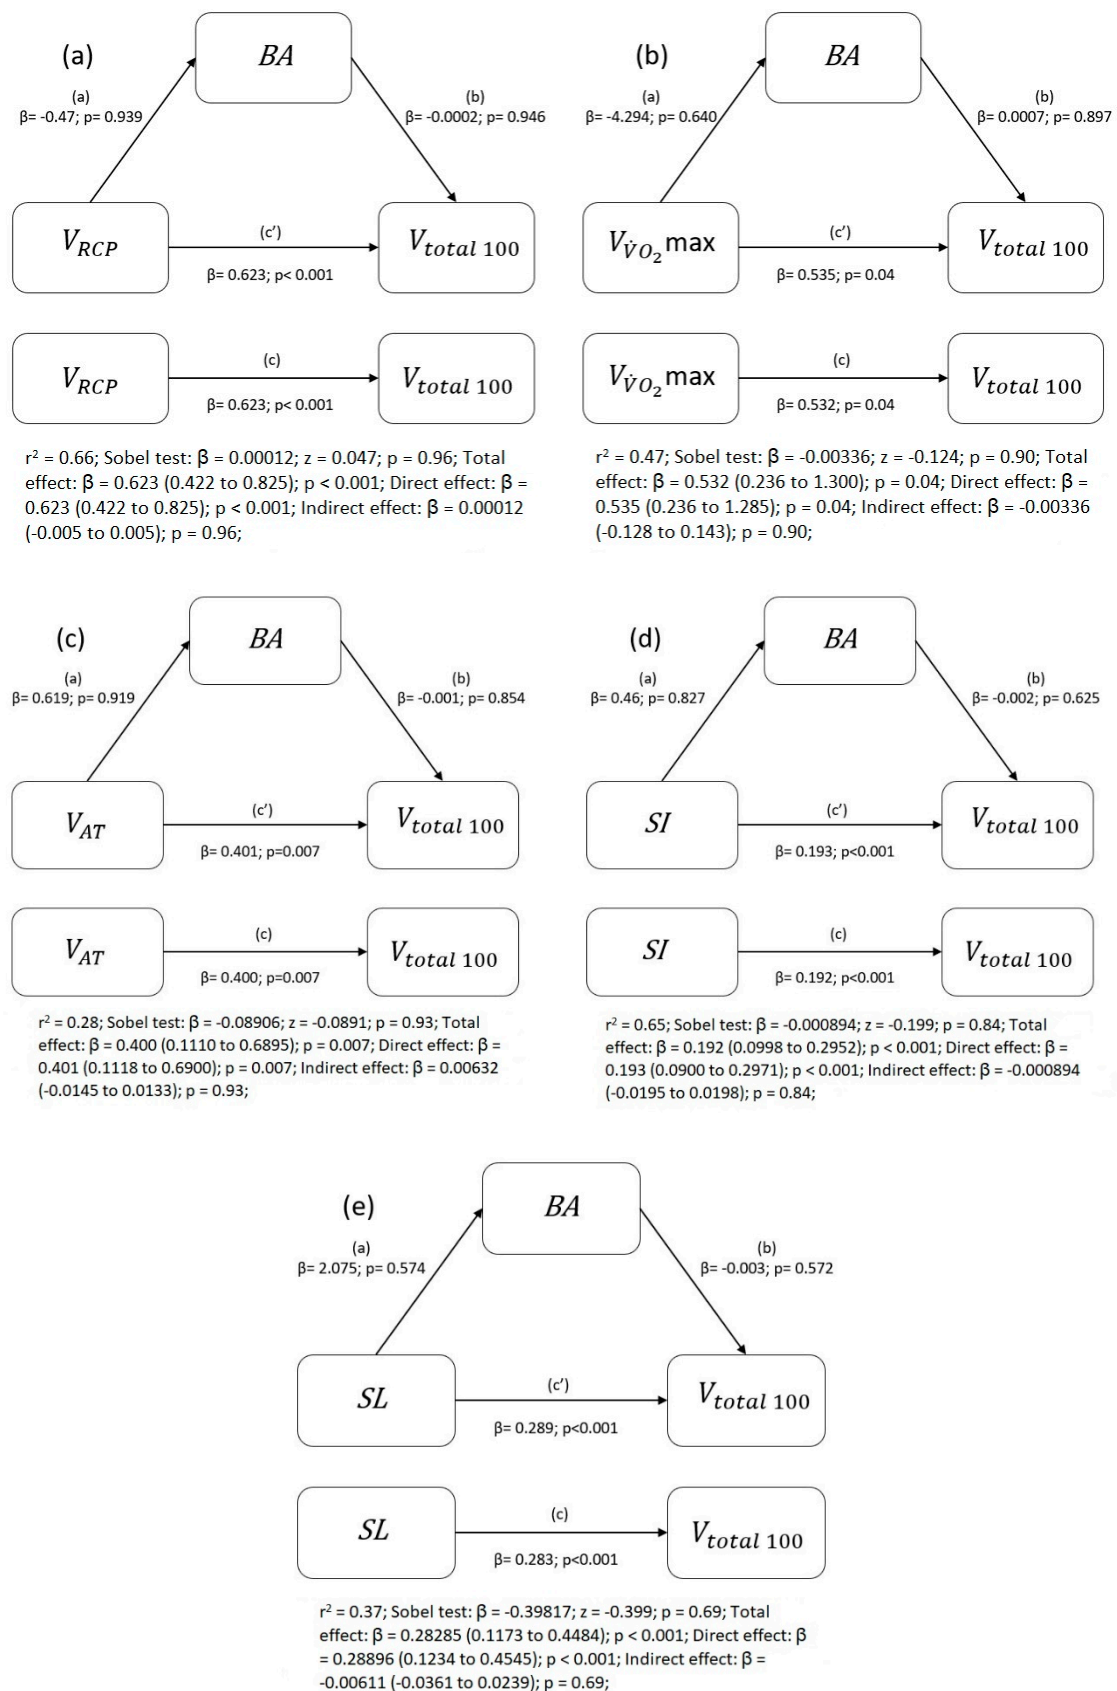 (a)
BA
(a)
β= -0.47; p= 0.939
(b)
β= -0.0002; p= 0.946
V_RCP
(c')
β= 0.623; p< 0.001
V_total 100
V_RCP
(c)
β= 0.623; p< 0.001
V_total 100
r² = 0.66; Sobel test: β = 0.00012; z = 0.047; p = 0.96; Total
effect: β = 0.623 (0.422 to 0.825); p < 0.001; Direct effect: β =
0.623 (0.422 to 0.825); p < 0.001; Indirect effect: β = 0.00012
(-0.005 to 0.005); p = 0.96;
(b)
BA
(a)
β= -4.294; p= 0.640
(b)
β= 0.0007; p= 0.897
V_V̇O₂ max
(c')
β= 0.535; p= 0.04
V_total 100
V_V̇O₂ max
(c)
β= 0.532; p= 0.04
V_total 100
r² = 0.47; Sobel test: β = -0.00336; z = -0.124; p = 0.90; Total
effect: β = 0.532 (0.236 to 1.300); p = 0.04; Direct effect: β =
0.535 (0.236 to 1.285); p = 0.04; Indirect effect: β = -0.00336
(-0.128 to 0.143); p = 0.90;
(c)
BA
(a)
β= 0.619; p= 0.919
(b)
β= -0.001; p= 0.854
V_AT
(c')
β= 0.401; p=0.007
V_total 100
V_AT
(c)
β= 0.400; p=0.007
V_total 100
r² = 0.28; Sobel test: β = -0.08906; z = -0.0891; p = 0.93; Total
effect: β = 0.400 (0.1110 to 0.6895); p = 0.007; Direct effect: β =
0.401 (0.1118 to 0.6900); p = 0.007; Indirect effect: β = 0.00632
(-0.0145 to 0.0133); p = 0.93;
(d)
BA
(a)
β= 0.46; p= 0.827
(b)
β= -0.002; p= 0.625
SI
(c')
β= 0.193; p<0.001
V_total 100
SI
(c)
β= 0.192; p<0.001
V_total 100
r² = 0.65; Sobel test: β = -0.000894; z = -0.199; p = 0.84; Total
effect: β = 0.192 (0.0998 to 0.2952); p < 0.001; Direct effect: β =
0.193 (0.0900 to 0.2971); p < 0.001; Indirect effect: β = -0.000894
(-0.0195 to 0.0198); p = 0.84;
(e)
BA
(a)
β= 2.075; p= 0.574
(b)
β= -0.003; p= 0.572
SL
(c')
β= 0.289; p<0.001
V_total 100
SL
(c)
β= 0.283; p<0.001
V_total 100
r² = 0.37; Sobel test: β = -0.39817; z = -0.399; p = 0.69; Total
effect: β = 0.28285 (0.1173 to 0.4484); p < 0.001; Direct effect: β
= 0.28896 (0.1234 to 0.4545); p < 0.001; Indirect effect: β =
-0.00611 (-0.0361 to 0.0239); p = 0.69;